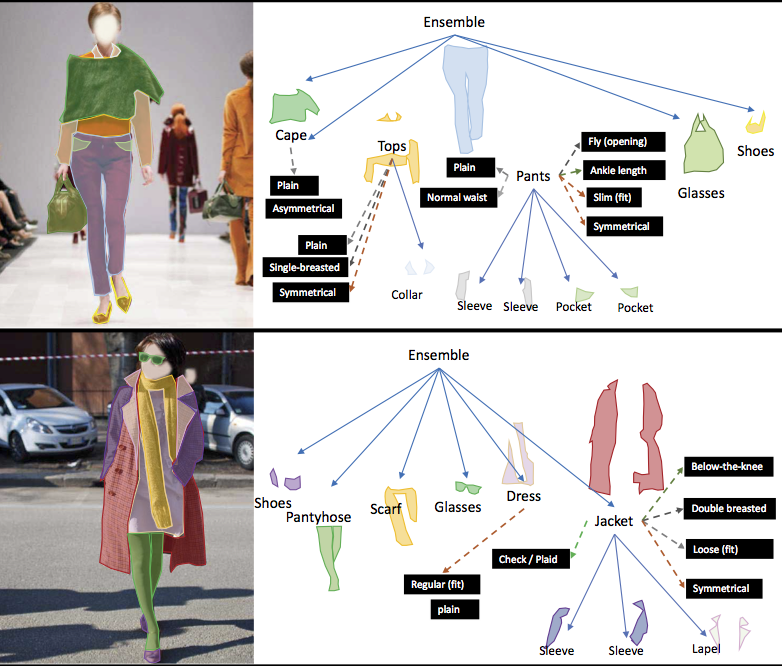 Ensemble
Cape
Tops
Plain
Asymmetrical
Plain
Single-breasted
Symmetrical
Collar
Plain
Normal waist
Pants
Fly (opening)
Ankle length
Slim (fit)
Symmetrical
Sleeve
Sleeve
Pocket
Pocket
Glasses
Shoes
Ensemble
Shoes
Pantyhose
Scarf
Glasses
Dress
Regular (fit)
plain
Jacket
Check / Plaid
Below-the-knee
Double breasted
Loose (fit)
Symmetrical
Sleeve
Sleeve
Lapel